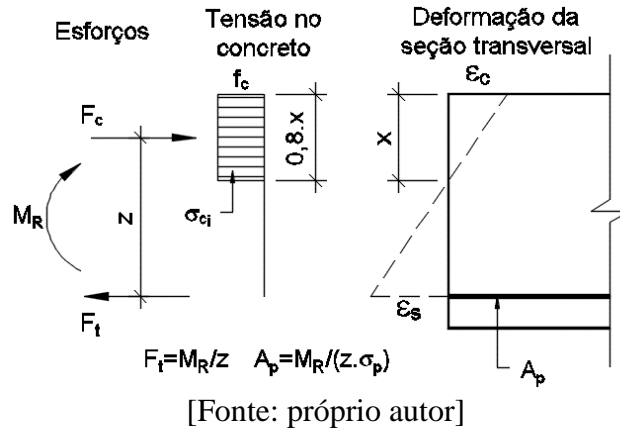 Esforços
Tensão no
concreto
Deformação da
seção transversal
f_c
ε_c
F_c
0,8.x
x
M_R
z
σ_ci
F_t
ε_s
F_t=M_R/z A_p=M_R/(z.σ_p)
A_p
[Fonte: próprio autor]